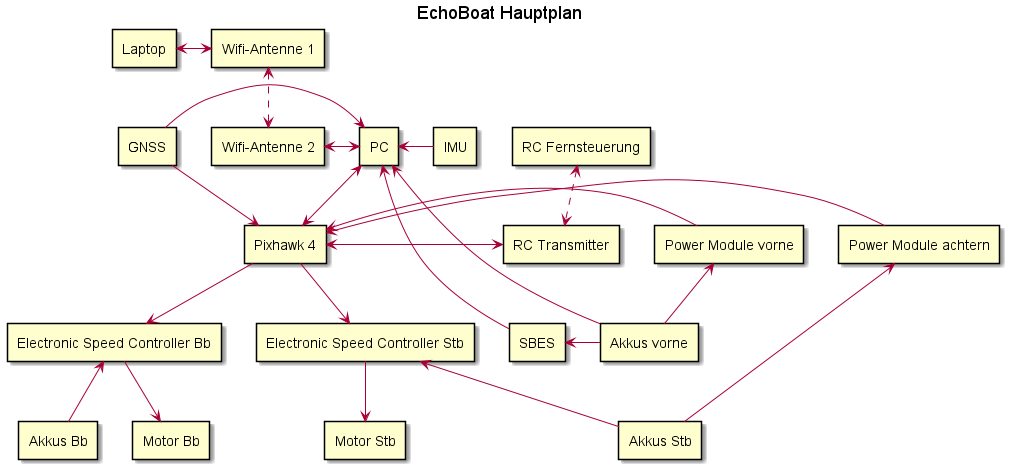 EchoBoat Hauptplan
Laptop
Wifi-Antenne 1
GNSS
Wifi-Antenne 2
PC
IMU
RC Fernsteuerung
Pixhawk 4
RC Transmitter
Power Module vorne
Power Module achtern
Electronic Speed Controller Bb
Electronic Speed Controller Stb
SBES
Akkus vorne
Akkus Bb
Motor Bb
Motor Stb
Akkus Stb